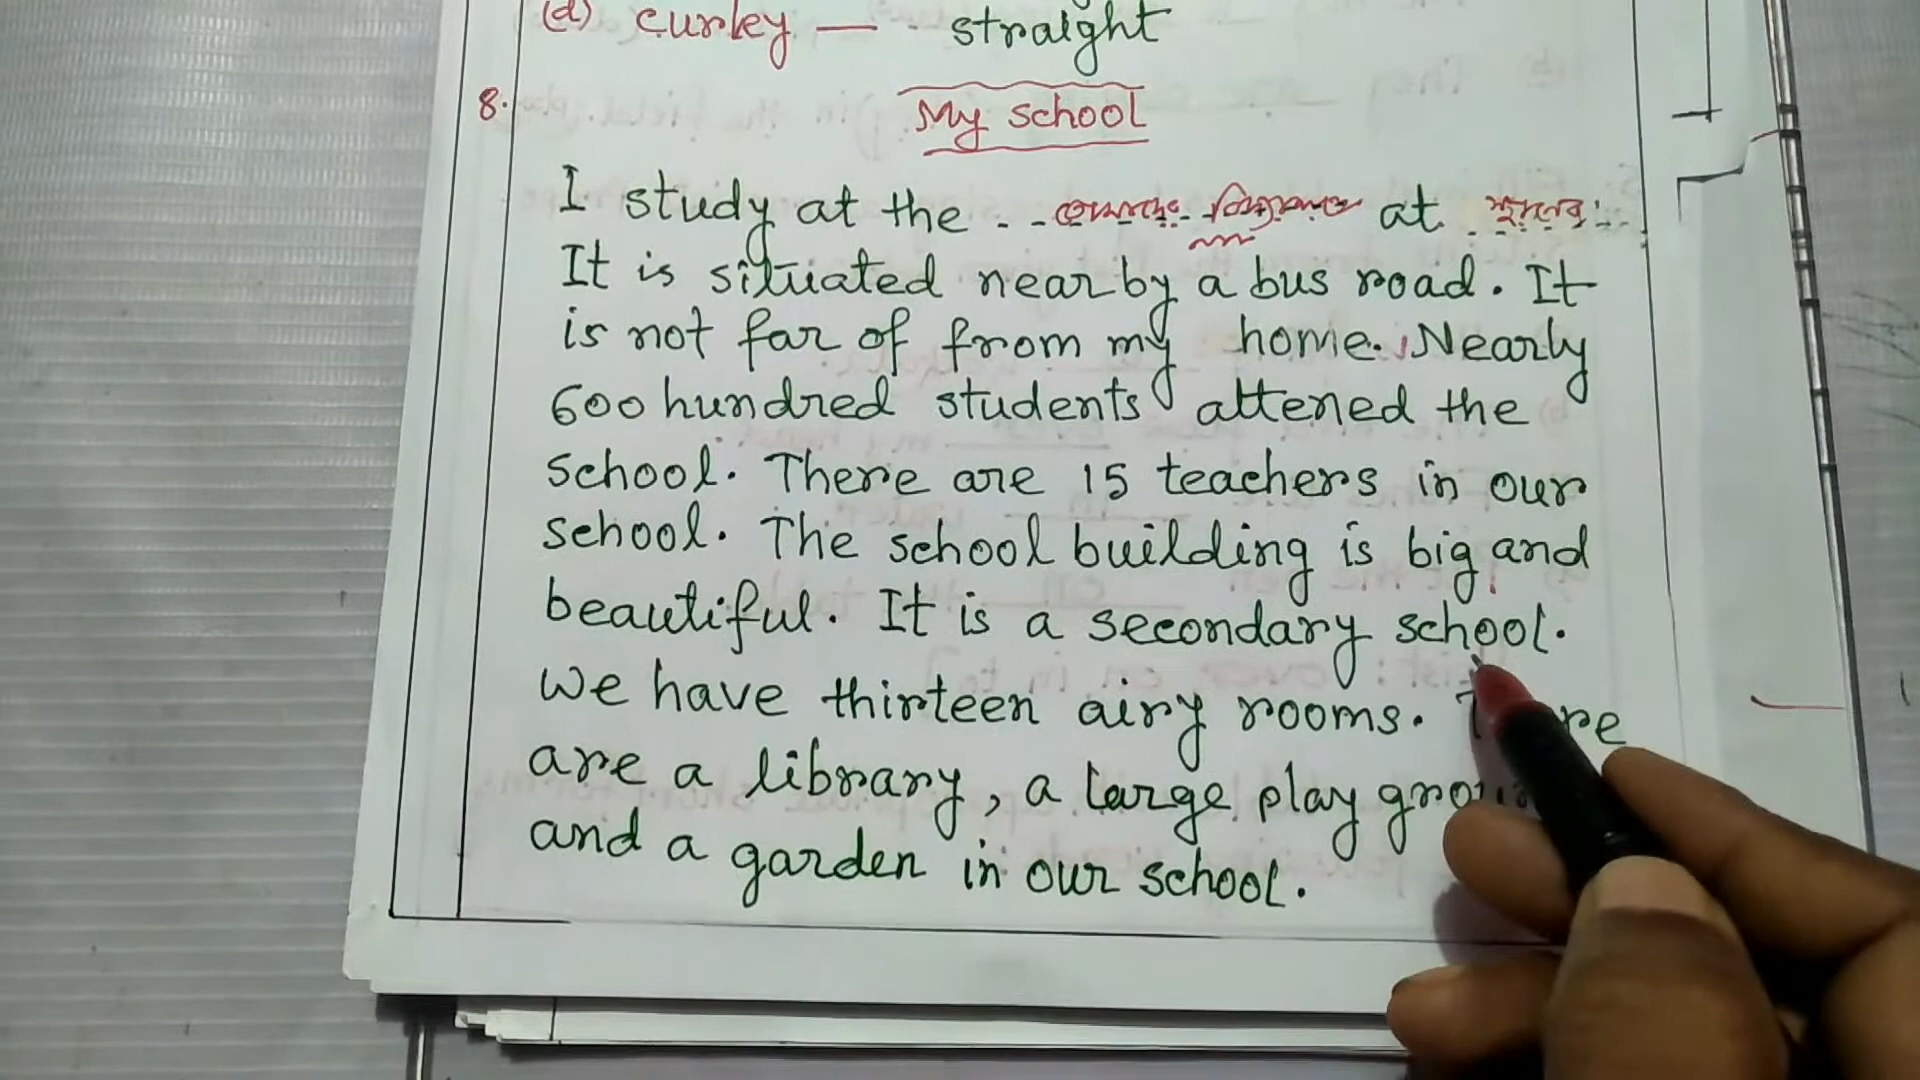 (d) curley — straight
8. My school
I study at the - - তোমাদের বিদ্যালয় at স্থানের
It is situated near by a bus road. It
is not far of from my home. Nearly
600 hundred students attened the
school. There are 15 teachers in our
school. The school building is big and
beautiful. It is a secondary school.
We have thirteen airy rooms.
are a library, a large play
and a garden in our school.